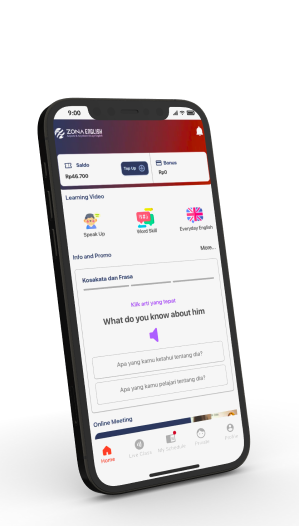 9:00
ZONA ENGLISH
Saldo
Rp46.700
Top Up
Bonus
Rp0
Learning Video
Speak Up
Word Skill
Everyday English
Info and Promo
More...
Kosakata dan Frasa
Klik arti yang tepat
What do you know about him
Apa yang kamu ketahui tentang dia?
Apa yang kamu pelajari tentang dia?
Online Meeting
Home
Live Class
My Schedule
Profile